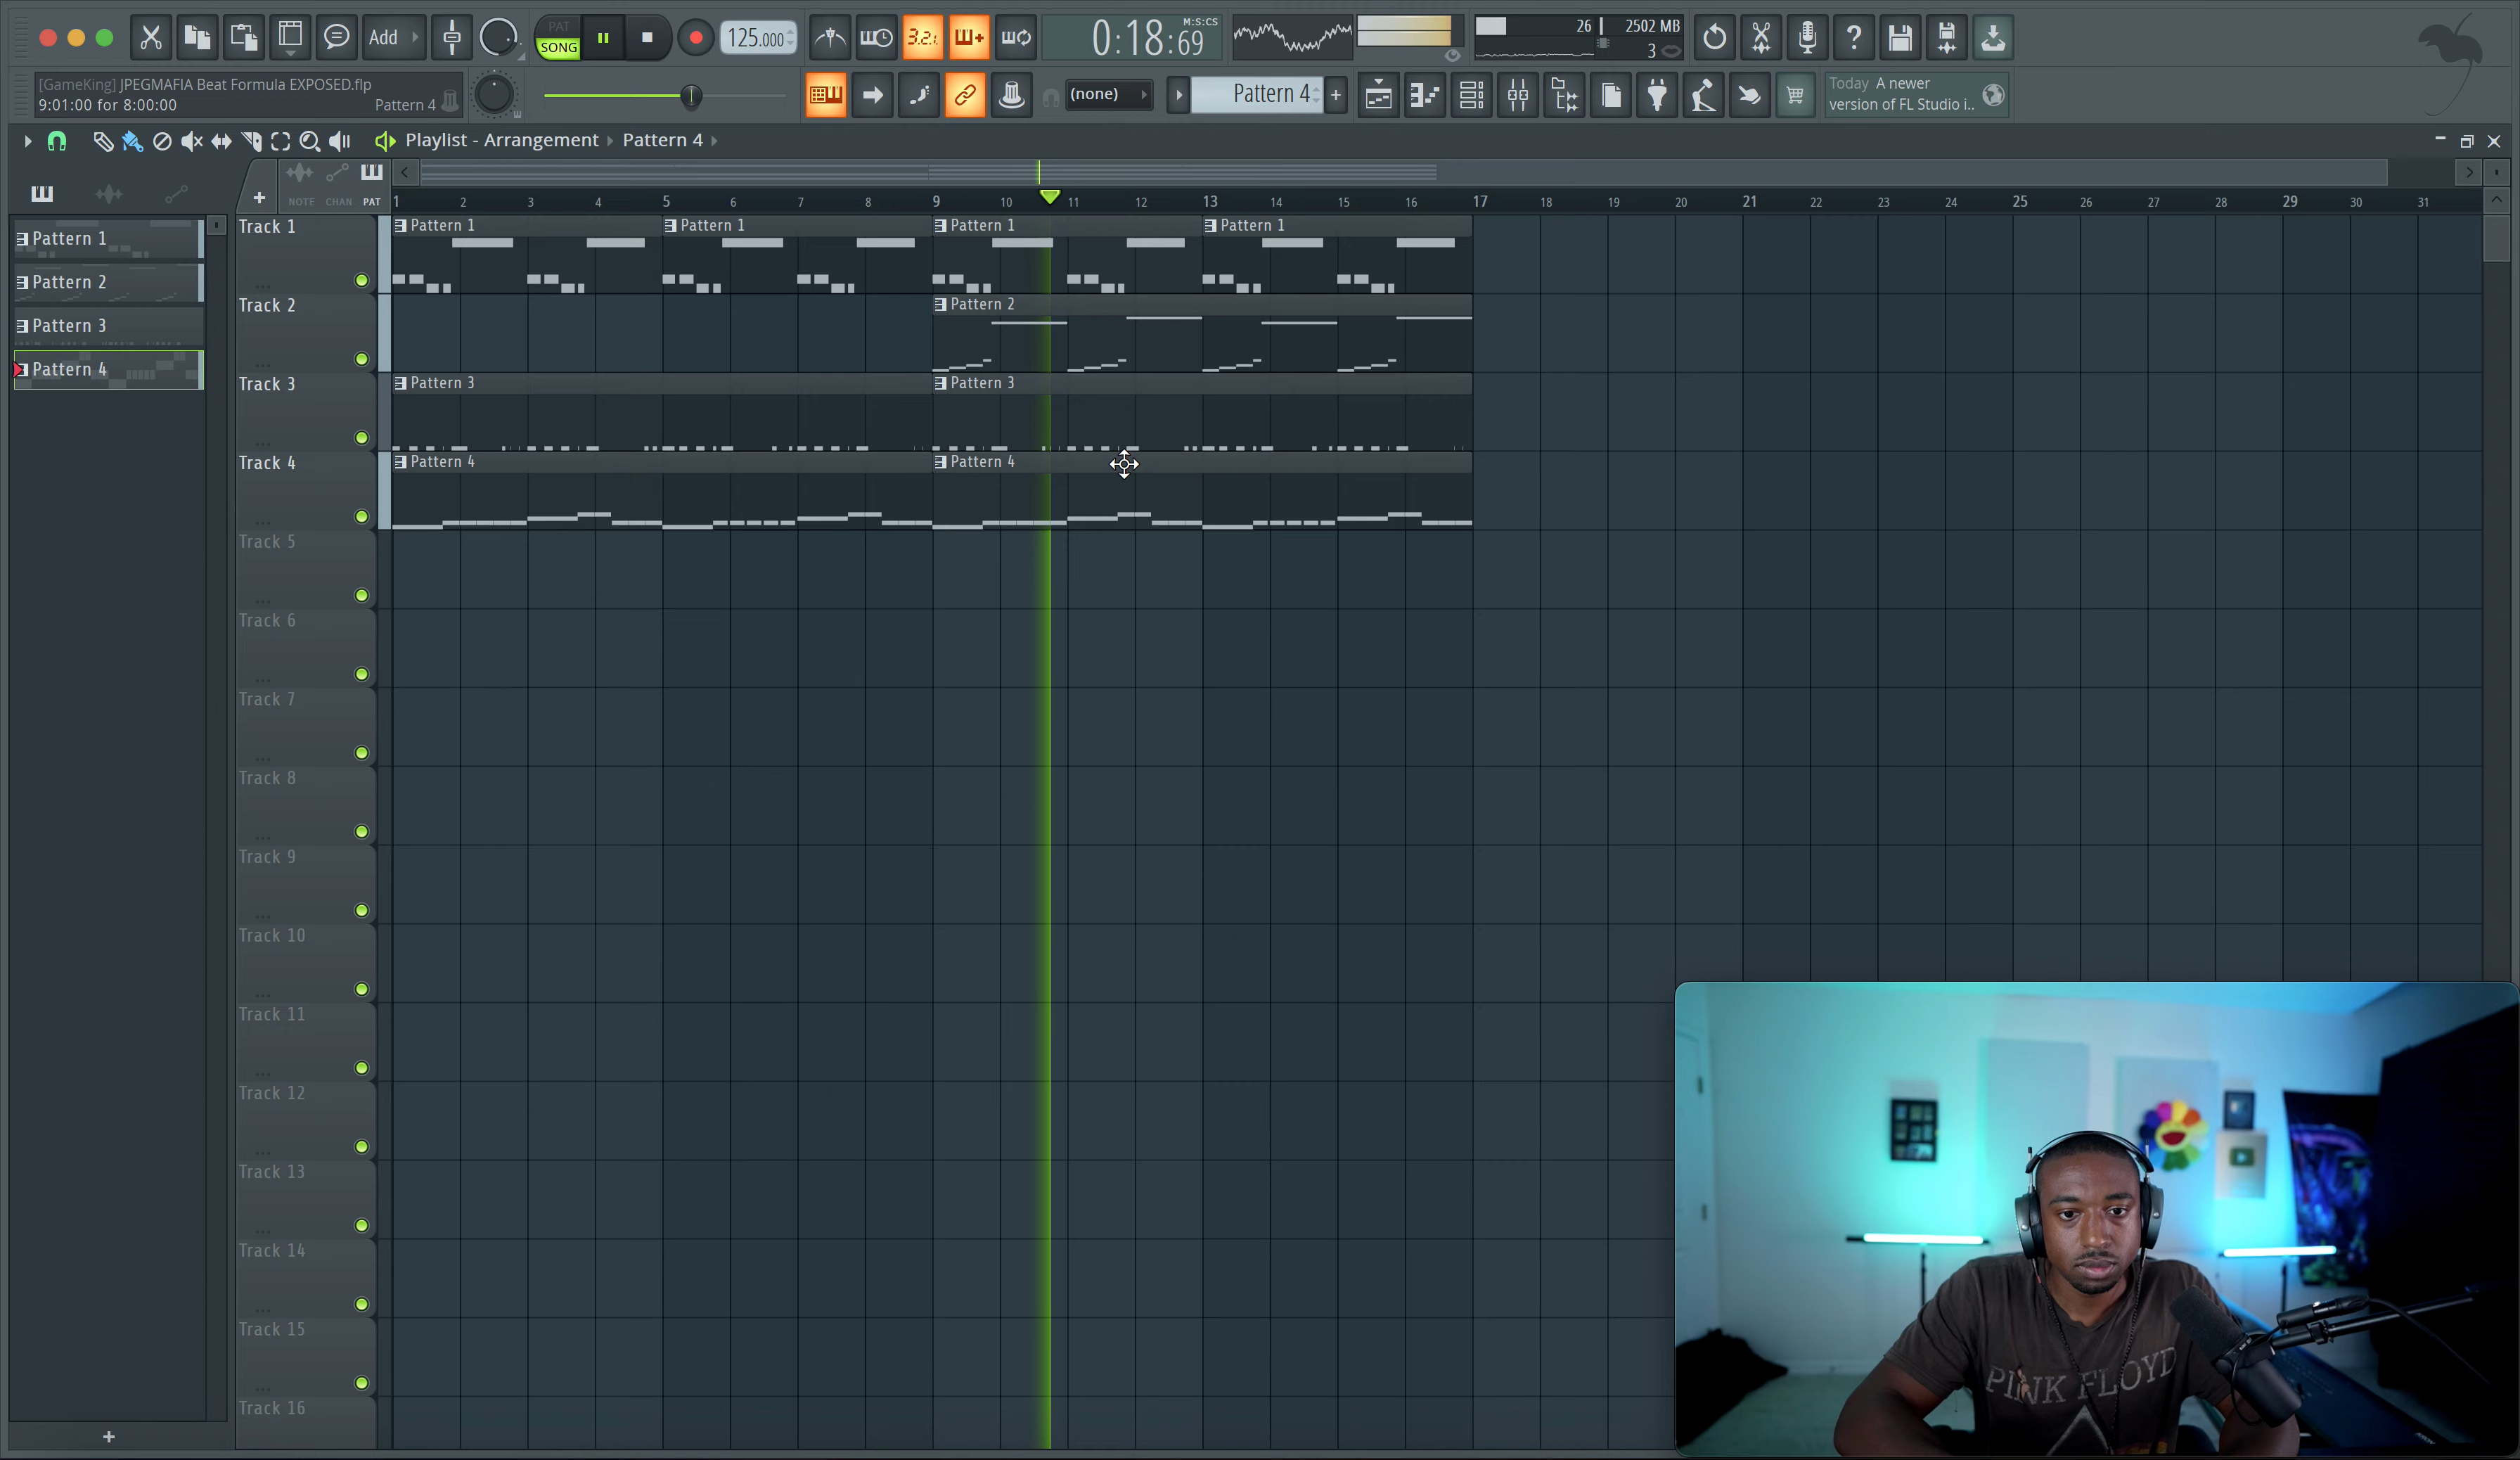 Add
PAT
SONG
125.000
3.2.
0:18:69
M:S:CS
26
2502 MB
3
[GameKing] JPEGMAFIA Beat Formula EXPOSED.flp
9:01:00 for 8:00:00
Pattern 4
(none)
Pattern 4
+
Today A newer
version of FL Studio i..
Playlist - Arrangement
Pattern 4
NOTE CHAN PAT
1 2 3 4 5 6 7 8 9 10 11 12 13 14 15 16 17 18 19 20 21 22 23 24 25 26 27 28 29 30 31
Pattern 1
Pattern 2
Pattern 3
Pattern 4
Track 1
Pattern 1
Pattern 1
Pattern 1
Pattern 1
Track 2
Pattern 2
Track 3
Pattern 3
Pattern 3
Track 4
Pattern 4
Pattern 4
Track 5
Track 6
Track 7
Track 8
Track 9
Track 10
Track 11
Track 12
Track 13
Track 14
Track 15
Track 16
PINK FLOYD